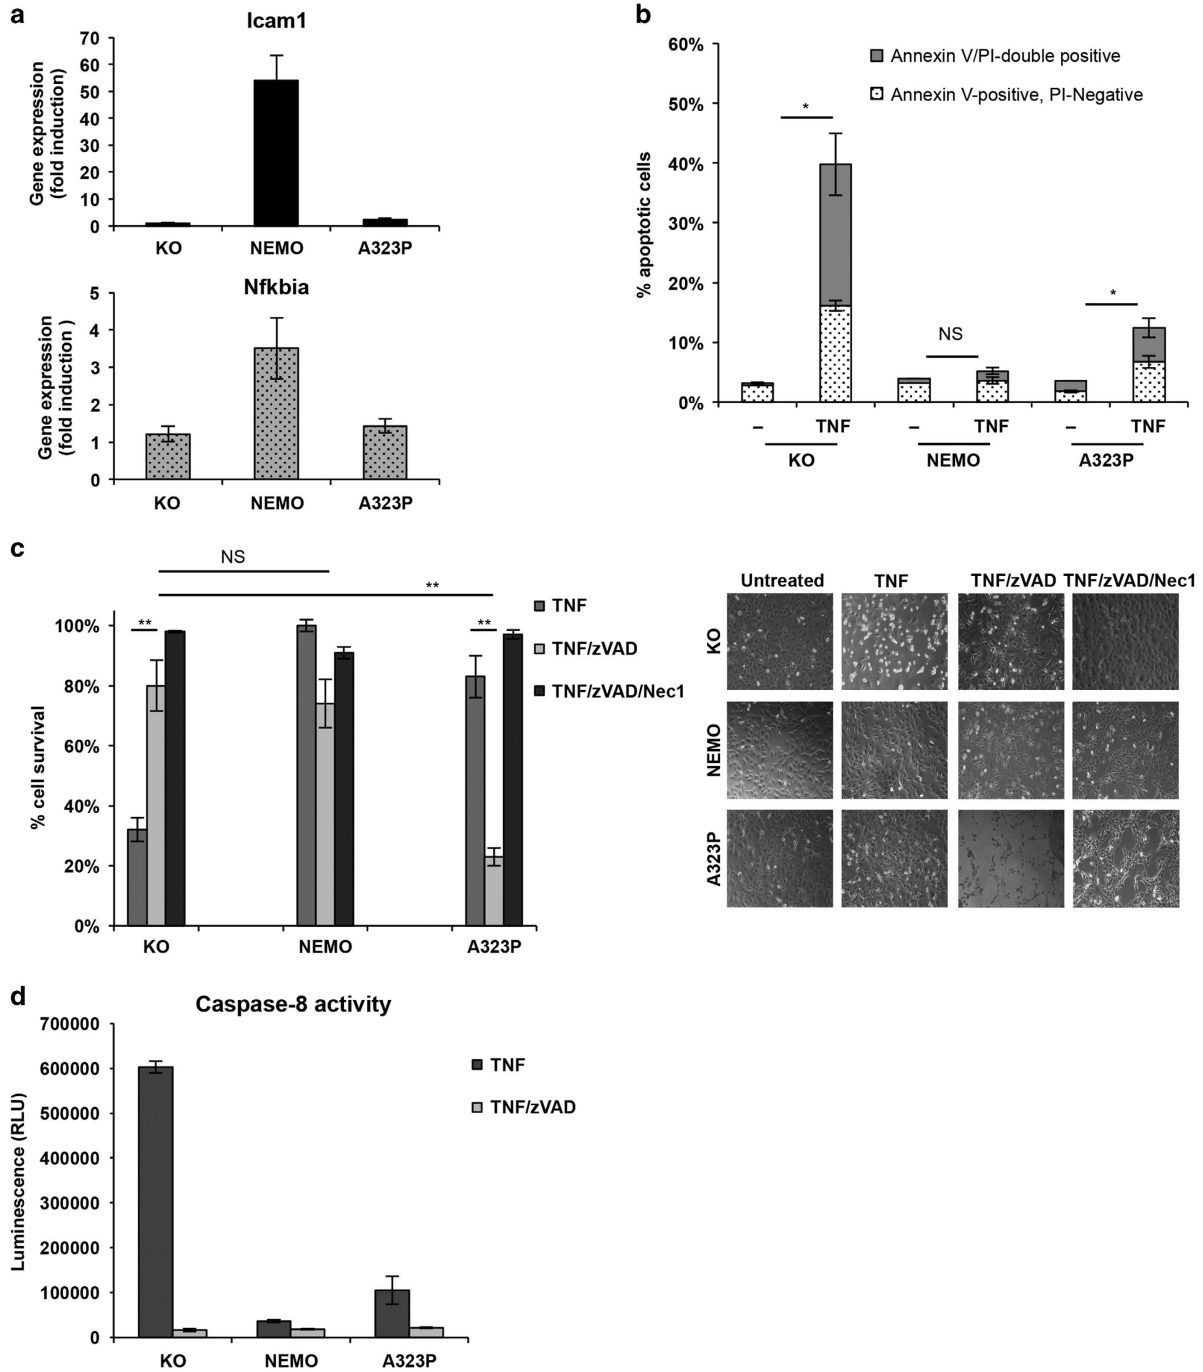 a
Icam1
Gene expression
(fold induction)
70
60
50
40
30
20
10
0
KO NEMO A323P
Nfkbia
Gene expression
(fold induction )
5
4
3
2
1
0
KO NEMO A323P
b
% apoptotic cells
60%
50%
40%
30%
20%
10%
0%
Annexin V/PI-double positive
Annexin V-positive, PI-Negative
*
NS
*
– TNF – TNF – TNF
KO NEMO A323P
c
NS
**
** **
% cell survival
100%
80%
60%
40%
20%
0%
KO NEMO A323P
TNF
TNF/zVAD
TNF/zVAD/Nec1
Untreated TNF TNF/zVAD TNF/zVAD/Nec1
KO
NEMO
A323P
d
Caspase-8 activity
Luminescence (RLU)
700000
600000
500000
400000
300000
200000
100000
0
KO NEMO A323P
TNF
TNF/zVAD